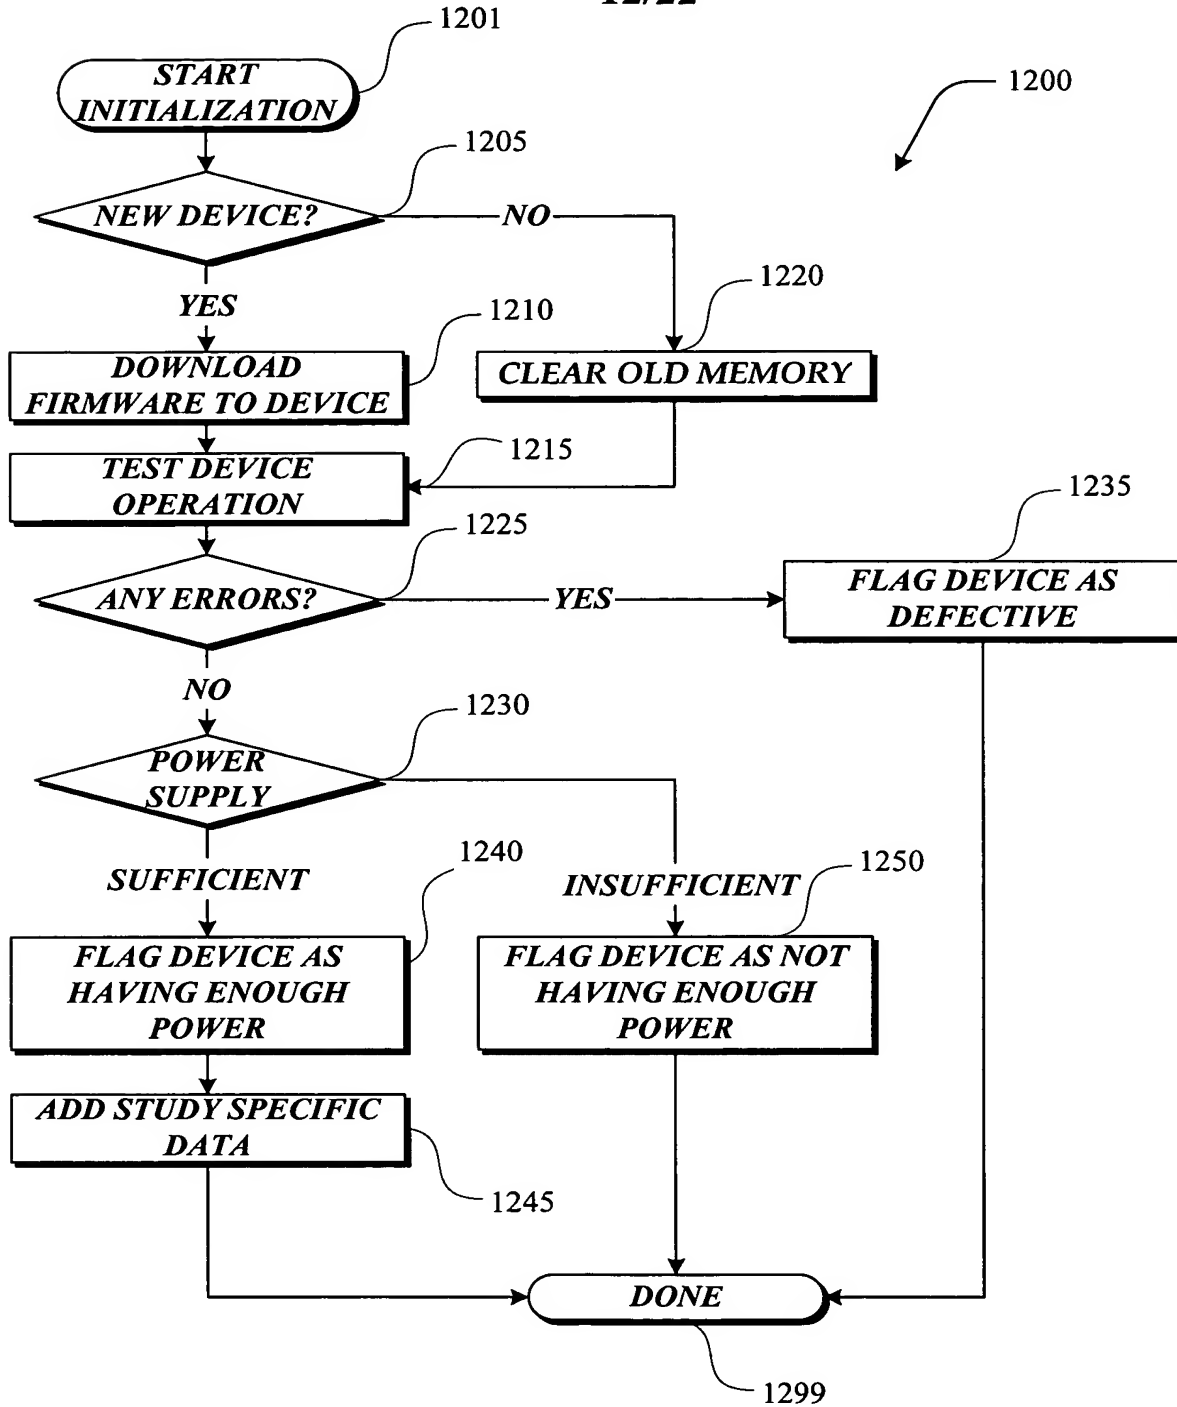 12/22
1201
START
INITIALIZATION
1200
1205
NEW DEVICE?
NO
YES
1220
1210
DOWNLOAD
FIRMWARE TO DEVICE
CLEAR OLD MEMORY
1215
TEST DEVICE
OPERATION
1235
1225
ANY ERRORS?
YES
FLAG DEVICE AS
DEFECTIVE
NO
1230
POWER
SUPPLY
1240
1250
SUFFICIENT
INSUFFICIENT
FLAG DEVICE AS
HAVING ENOUGH
POWER
FLAG DEVICE AS NOT
HAVING ENOUGH
POWER
ADD STUDY SPECIFIC
DATA
1245
DONE
1299